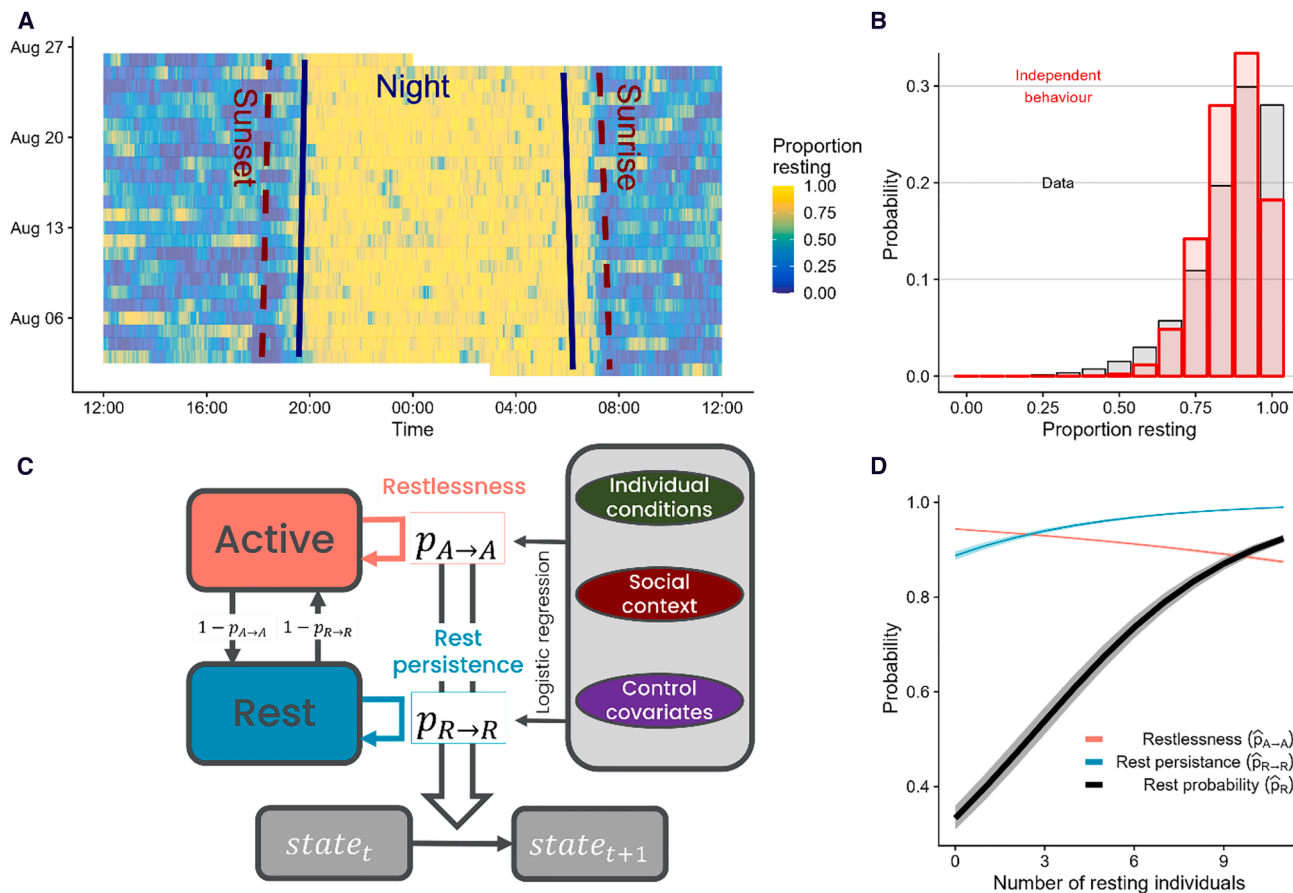 A
Aug 27
Aug 20
Aug 13
Aug 06
Sunset
Night
Sunrise
12:00
16:00
20:00
00:00
04:00
08:00
12:00
Time
Proportion
resting
1.00
0.75
0.50
0.25
0.00
B
Probability
0.3
0.2
0.1
0.0
Independent
behaviour
Data
0.00
0.25
0.50
0.75
1.00
Proportion resting
C
Active
Restlessness
p_{A→A}
1 − p_{A→A}
1 − p_{R→R}
Rest
persistence
Rest
p_{R→R}
Logistic regression
Individual
conditions
Social
context
Control
covariates
state_t
state_{t+1}
D
Probability
1.0
0.8
0.6
0.4
Restlessness (p̂_{A→A})
Rest persistance (p̂_{R→R})
Rest probability (p̂_R)
0
3
6
9
Number of resting individuals